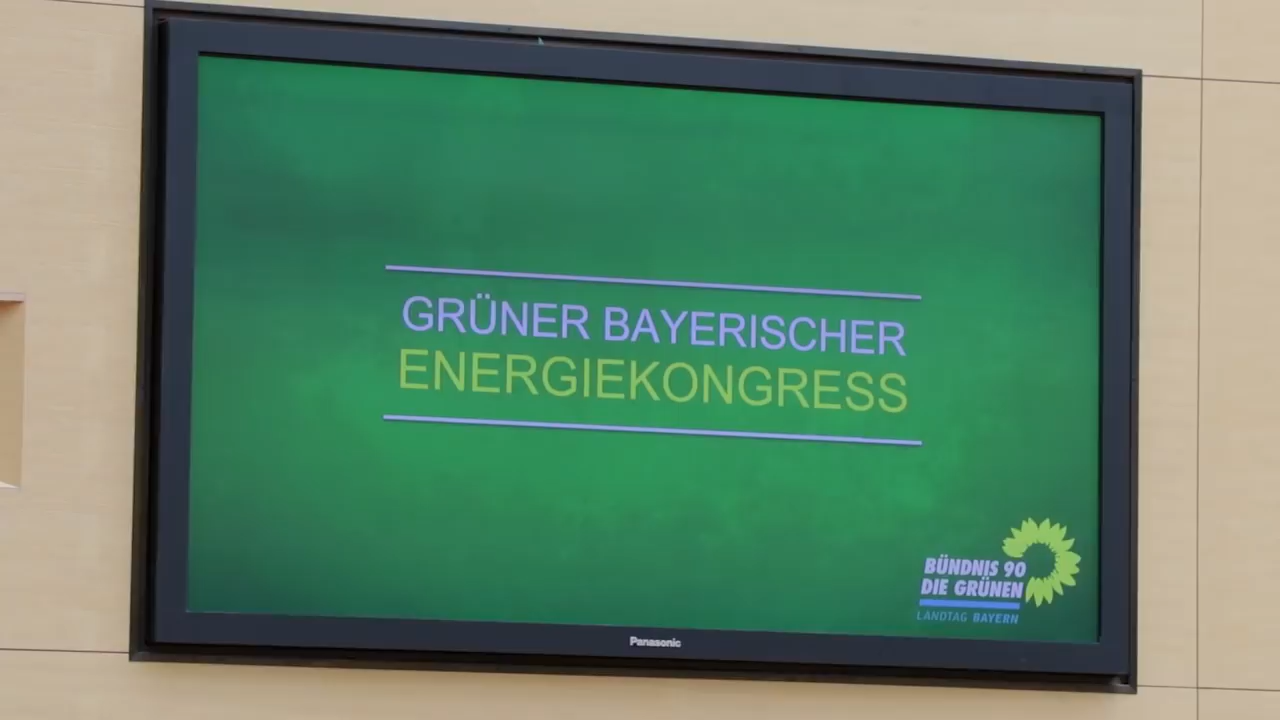 GRÜNER BAYERISCHER
ENERGIEKONGRESS
BÜNDNIS 90
DIE GRÜNEN
LANDTAG BAYERN
Panasonic